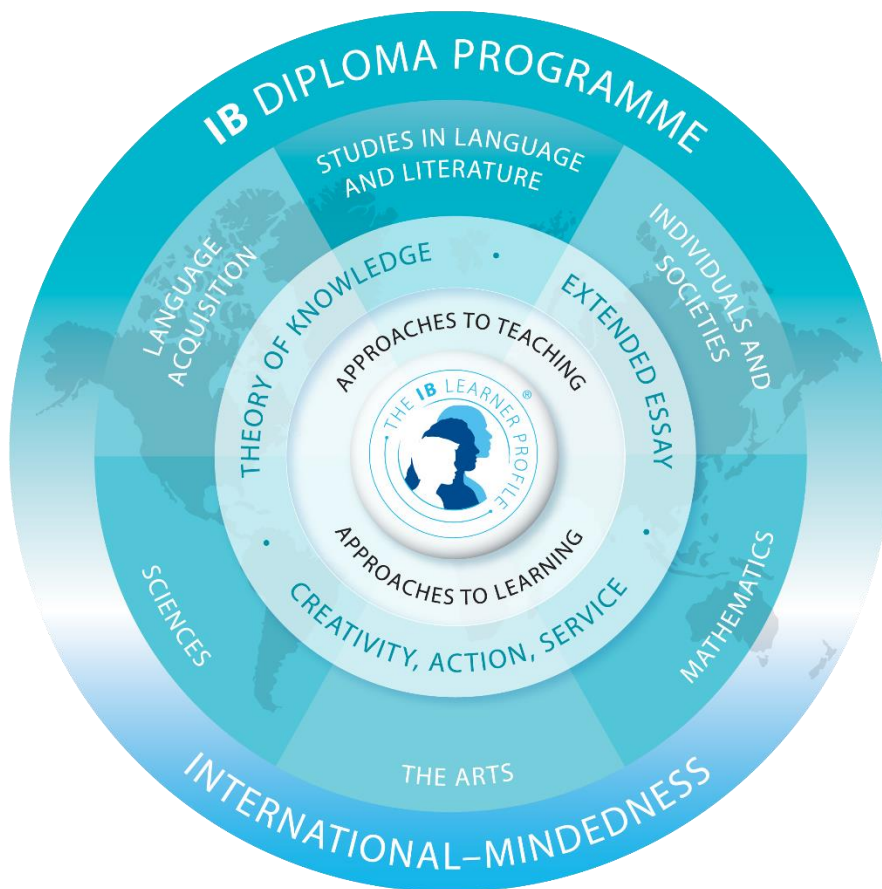 IB DIPLOMA PROGRAMME
STUDIES IN LANGUAGE
AND LITERATURE
LANGUAGE
ACQUISITION
INDIVIDUALS AND
SOCIETIES
THEORY OF KNOWLEDGE
•
EXTENDED ESSAY
APPROACHES TO TEACHING
• THE IB LEARNER PROFILE •
®
APPROACHES TO LEARNING
•
CREATIVITY, ACTION, SERVICE
•
SCIENCES
MATHEMATICS
THE ARTS
INTERNATIONAL–MINDEDNESS